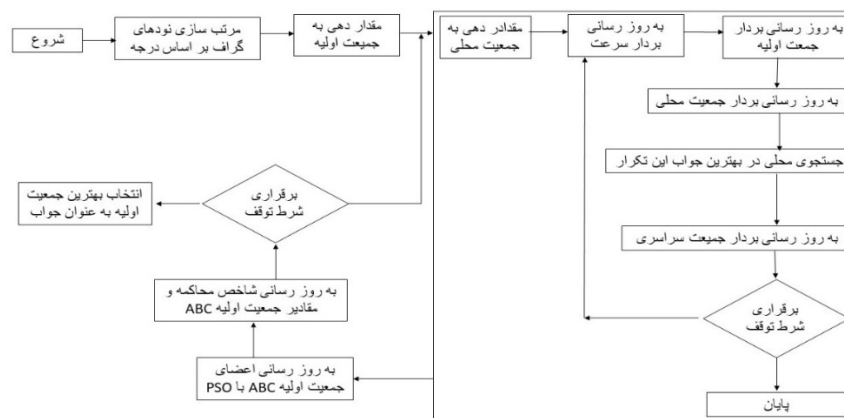 شروع
مرتب سازی نودهای
گراف بر اساس درجه
مقدار دهی به
جمیعت اولیه
مقدادر دهی به
جمعیت محلی
به روز رسانی
بردار سرعت
به روز رسانی بردار
جمعت اولیه
به روز رسانی بردار جمعیت محلی
جستجوی محلی در بهترین جواب این تکرار
به روز رسانی بردار جمیعت سراسری
برقراری
شرط توقف
پایان
به روز رسانی اعضای
جمعیت اولیه ABC با PSO
به روز رسانی شاخص محاکمه و
مقادیر جمعیت اولیه ABC
برقراری
شرط توقف
انتخاب بهترین جمعیت
اولیه به عنوان جواب